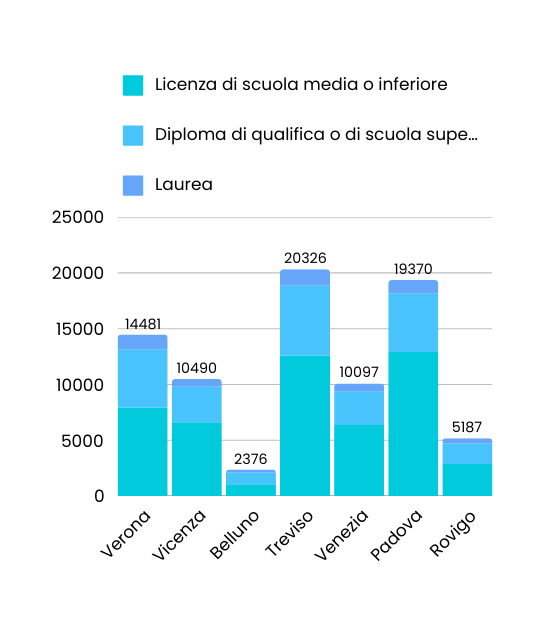 Licenza di scuola media o inferiore
Diploma di qualifica o di scuola supe...
Laurea
25000
20000
15000
10000
5000
0
14481
10490
2376
20326
10097
19370
5187
Verona
Vicenza
Belluno
Treviso
Venezia
Padova
Rovigo